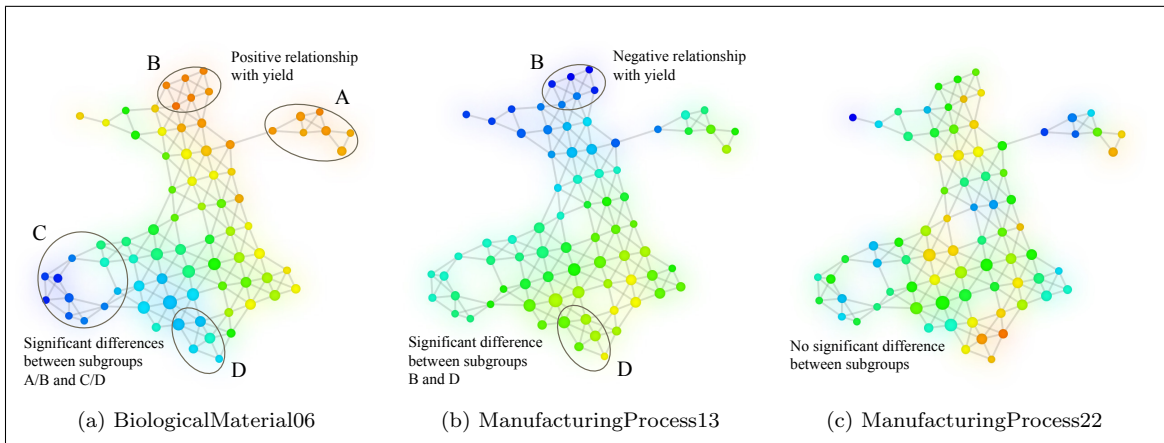 B
Positive relationship
with yield
A
C
Significant differences
between subgroups
A/B and C/D
D
(a) BiologicalMaterial06
B
Negative relationship
with yield
Significant difference
between subgroups
B and D
D
(b) ManufacturingProcess13
No significant difference
between subgroups
(c) ManufacturingProcess22